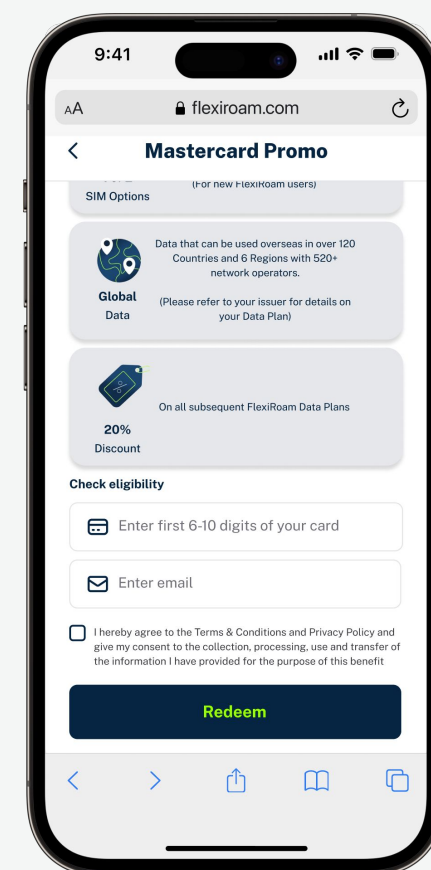 9:41
AA flexiroam.com
Mastercard Promo
(For new FlexiRoam users)
SIM Options
Data that can be used overseas in over 120
Countries and 6 Regions with 520+
network operators.
Global
Data
(Please refer to your issuer for details on
your Data Plan)
%
On all subsequent FlexiRoam Data Plans
20%
Discount
Check eligibility
Enter first 6-10 digits of your card
Enter email
I hereby agree to the Terms & Conditions and Privacy Policy and
give my consent to the collection, processing, use and transfer of
the information I have provided for the purpose of this benefit
Redeem